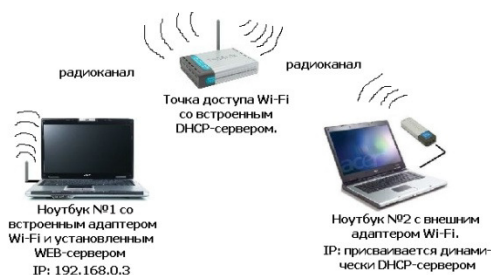 радиоканал
радиоканал
Точка доступа Wi-Fi
со встроенным
DHCP-сервером.
Ноутбук №1 со
встроенным адаптером
Wi-Fi и установленным
WEB-сервером
IP: 192.168.0.3
Ноутбук №2 с внешним
адаптером Wi-Fi.
IP: присваивается динами-
чески DHCP-сервером